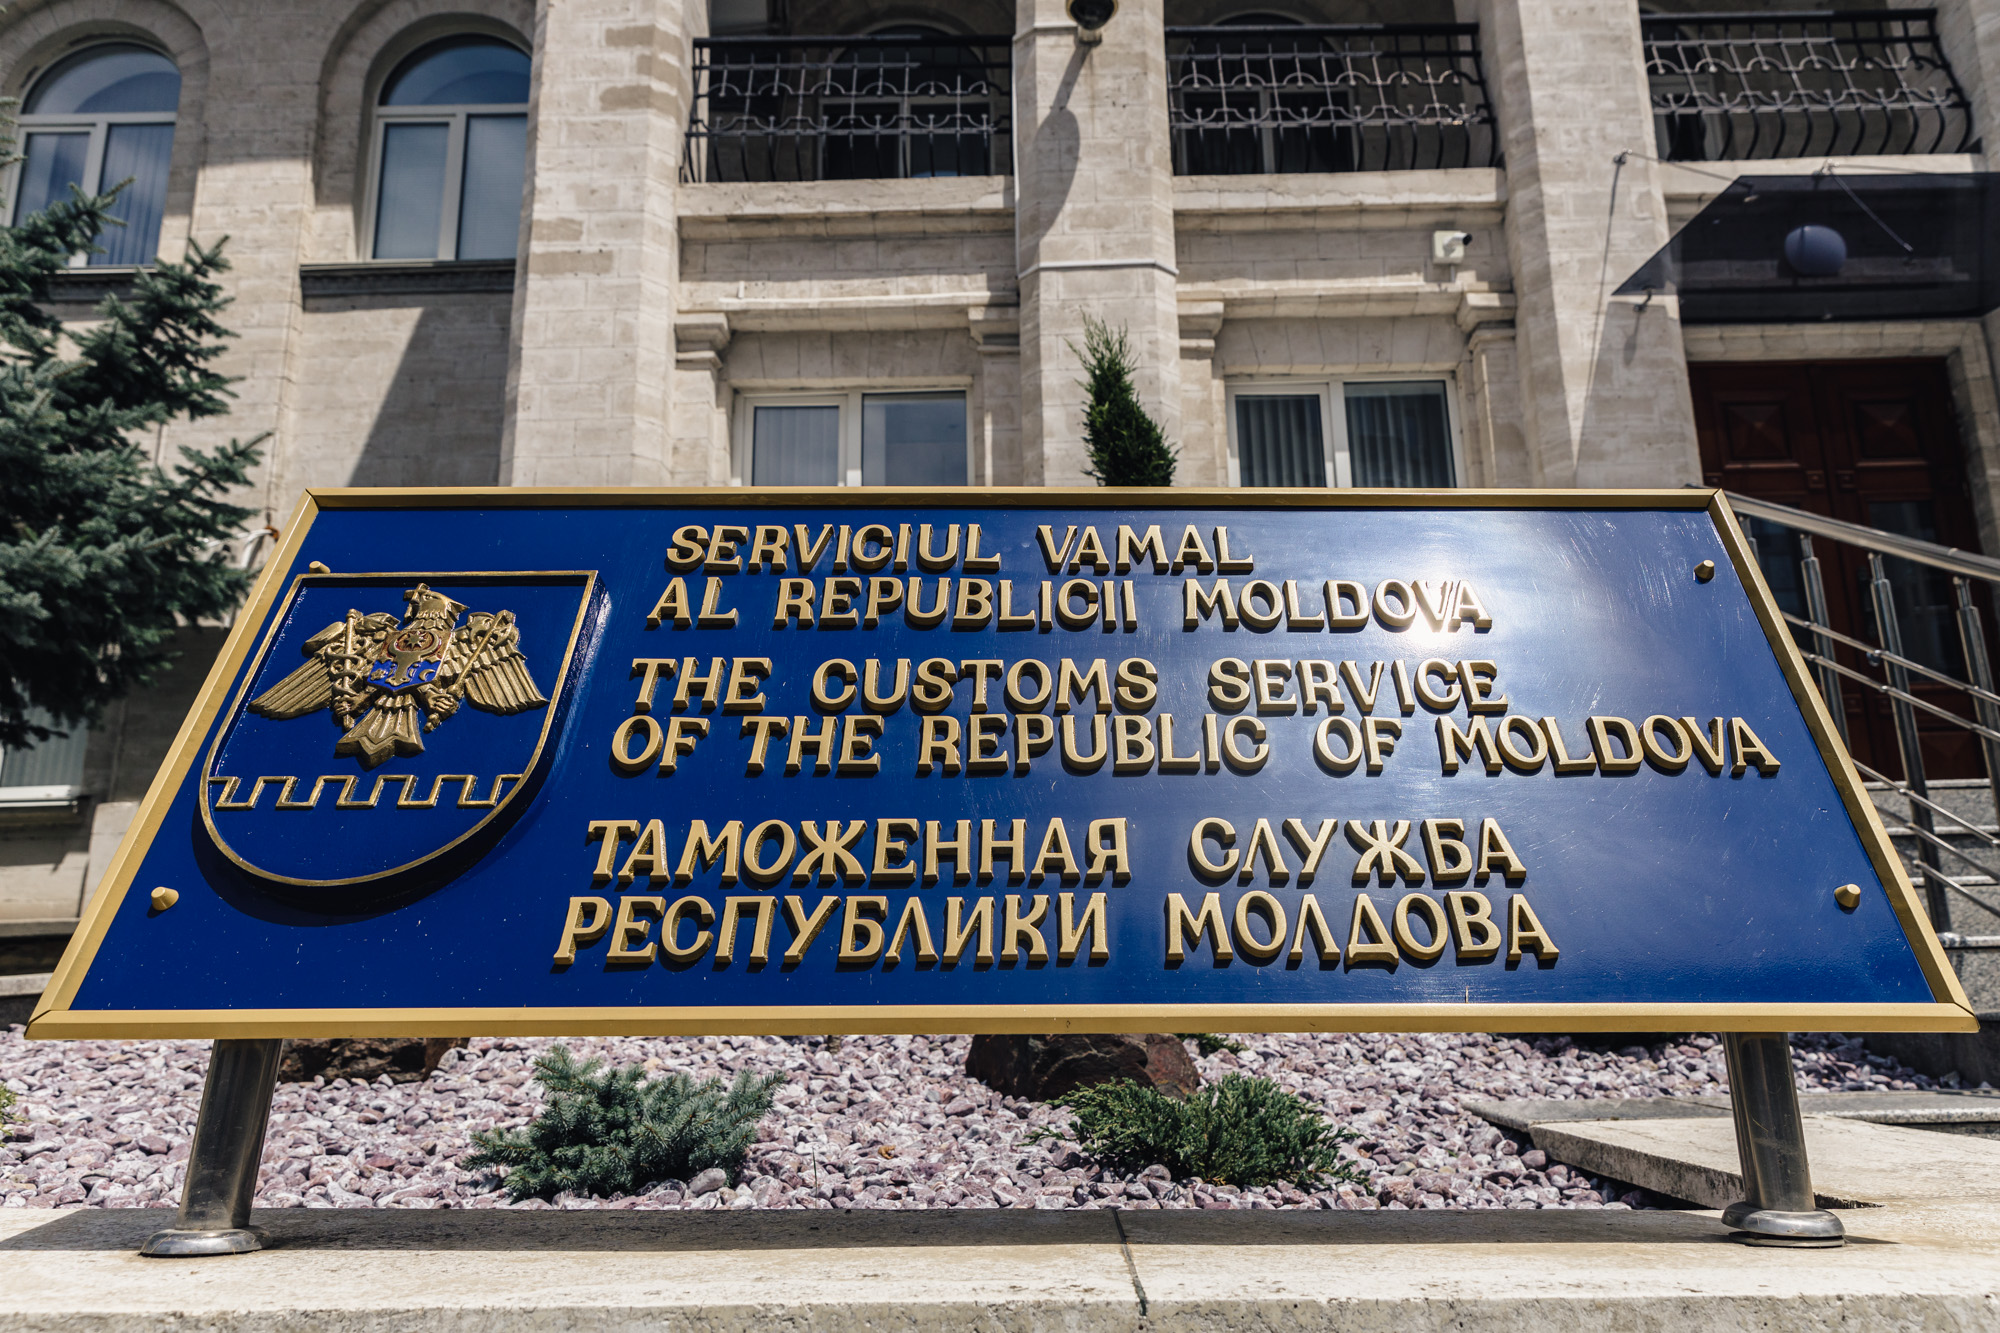 SERVICIUL VAMAL
AL REPUBLICII MOLDOVA
THE CUSTOMS SERVICE
OF THE REPUBLIC OF MOLDOVA
ТАМОЖЕННАЯ СЛУЖБА
РЕСПУБЛИКИ МОЛДОВА